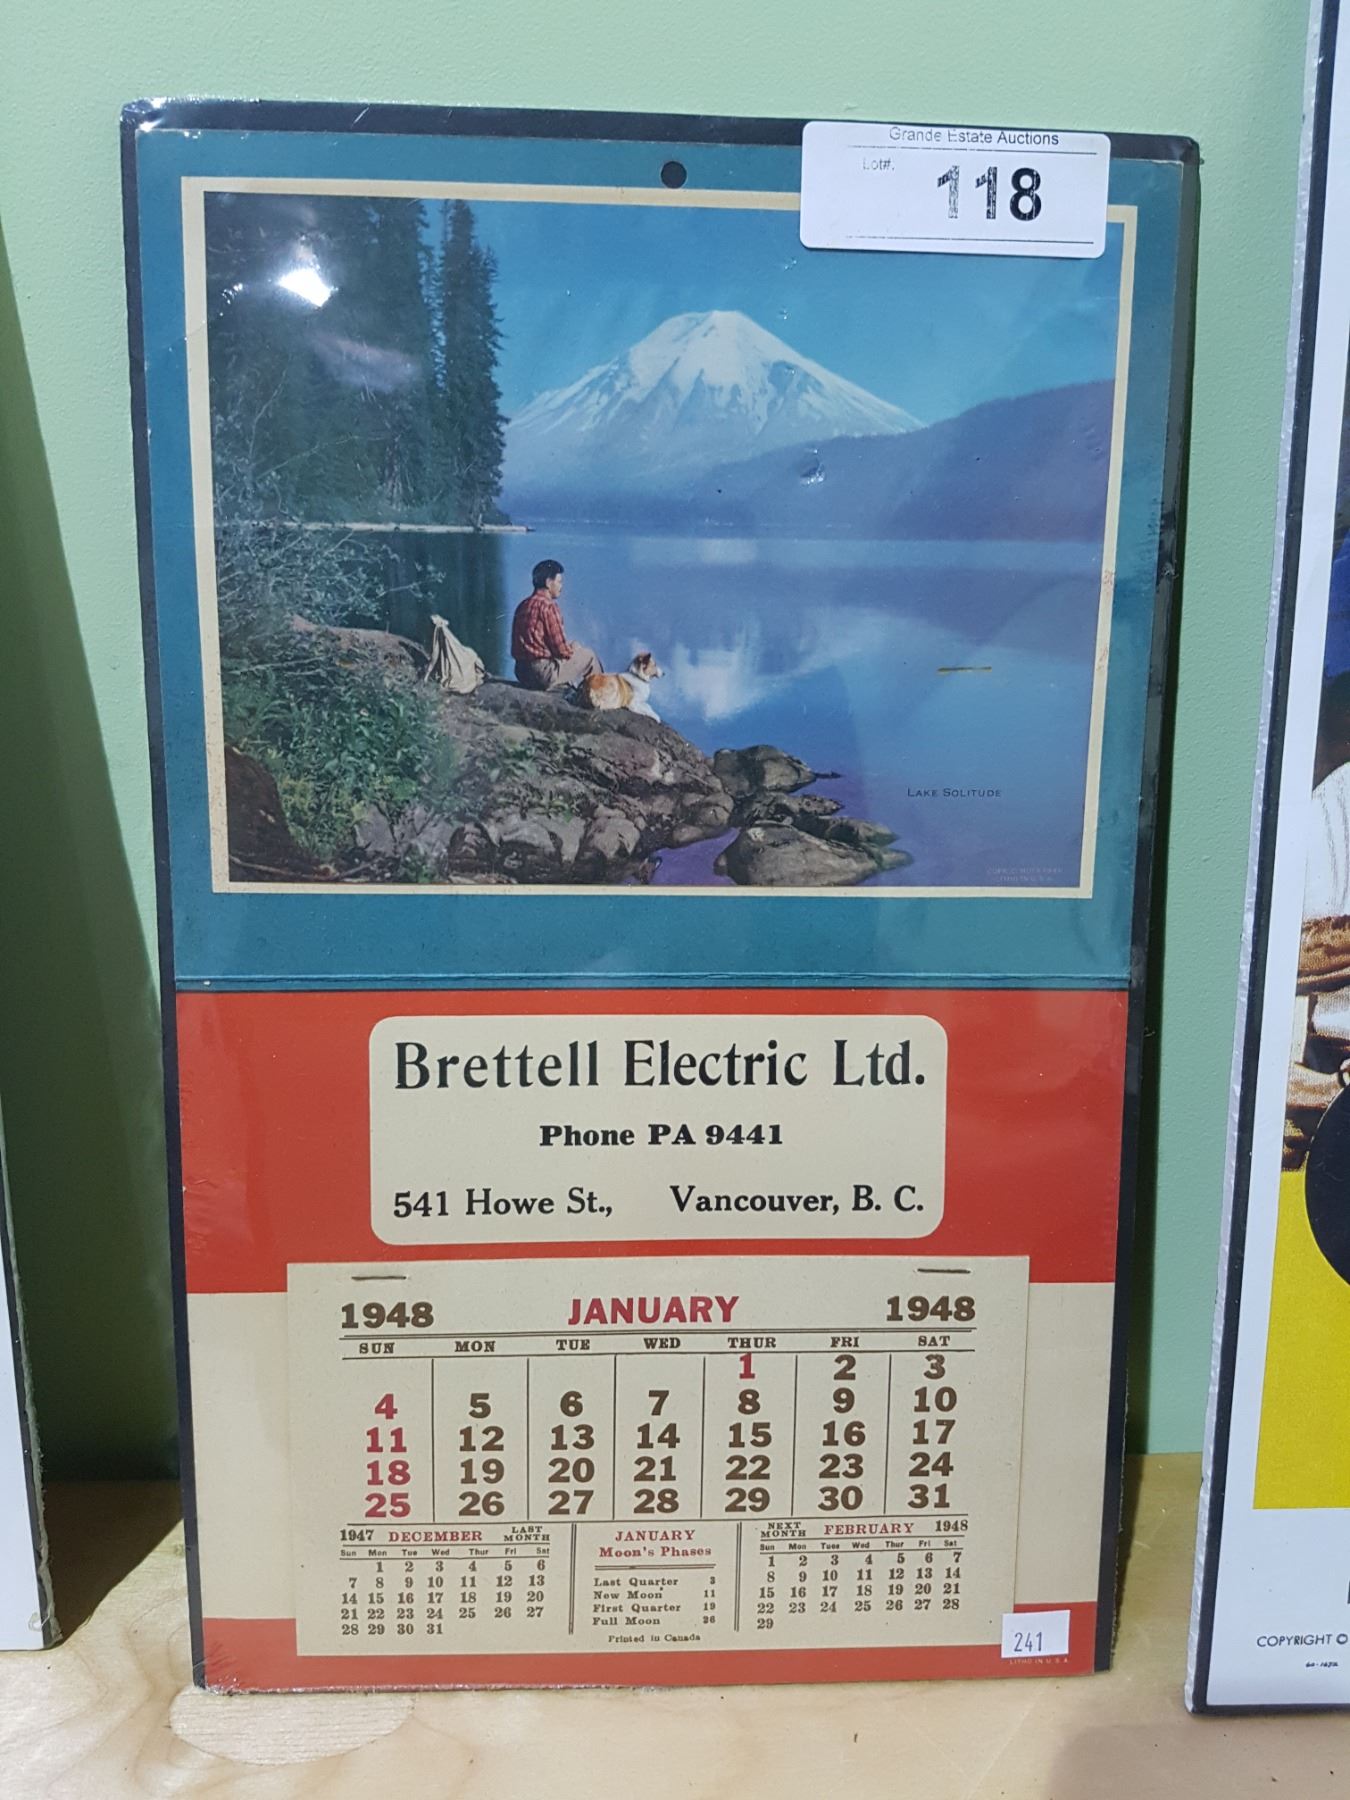 Grande Estate Auctions
Lot#.
118
LAKE SOLITUDE
LITHO IN U.S.A.
Brettell Electric Ltd.
Phone PA 9441
541 Howe St., Vancouver, B. C.
1948 JANUARY 1948
SUN MON TUE WED THUR FRI SAT
1 2 3
4 5 6 7 8 9 10
11 12 13 14 15 16 17
18 19 20 21 22 23 24
25 26 27 28 29 30 31
1947 DECEMBER LAST MONTH
Sun Mon Tue Wed Thur Fri Sat
1 2 3 4 5 6
7 8 9 10 11 12 13
14 15 16 17 18 19 20
21 22 23 24 25 26 27
28 29 30 31
JANUARY
Moon's Phases
Last Quarter 3
New Moon 11
First Quarter 19
Full Moon 26
Printed in Canada
NEXT MONTH FEBRUARY 1948
Sun Mon Tues Wed Thur Fri Sat
1 2 3 4 5 6 7
8 9 10 11 12 13 14
15 16 17 18 19 20 21
22 23 24 25 26 27 28
29
241
LITHO IN U.S.A.
COPYRIGHT ©